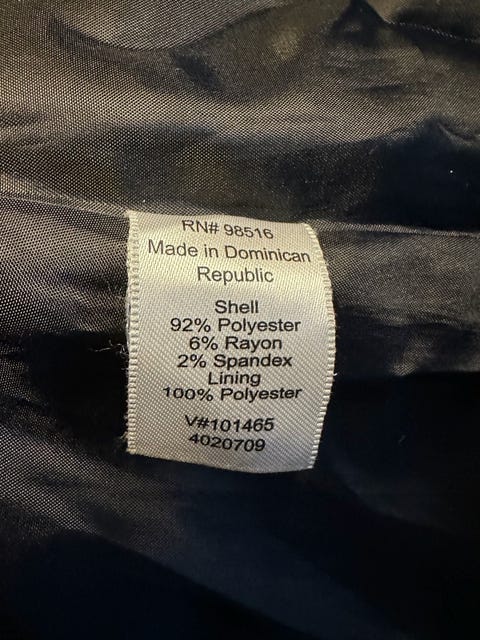 RN# 98516
Made in Dominican
Republic
Shell
92% Polyester
6% Rayon
2% Spandex
Lining
100% Polyester
V#101465
4020709